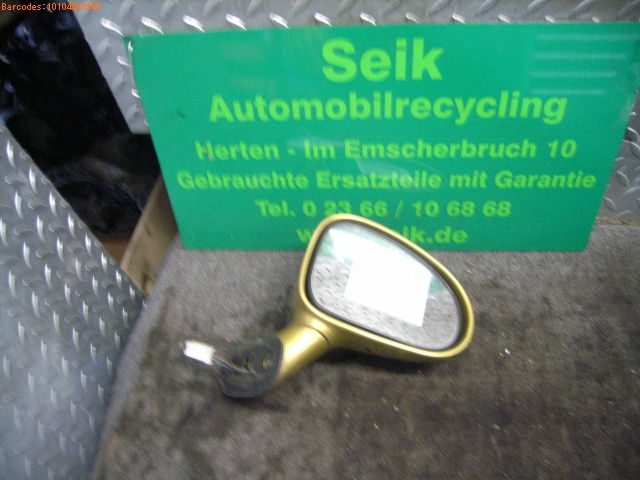 Seik
Automobilrecycling
Herten - Im Emscherbruch 10
Gebrauchte Ersatzteile mit Garantie
Tel. 0 23 66 / 10 68 68